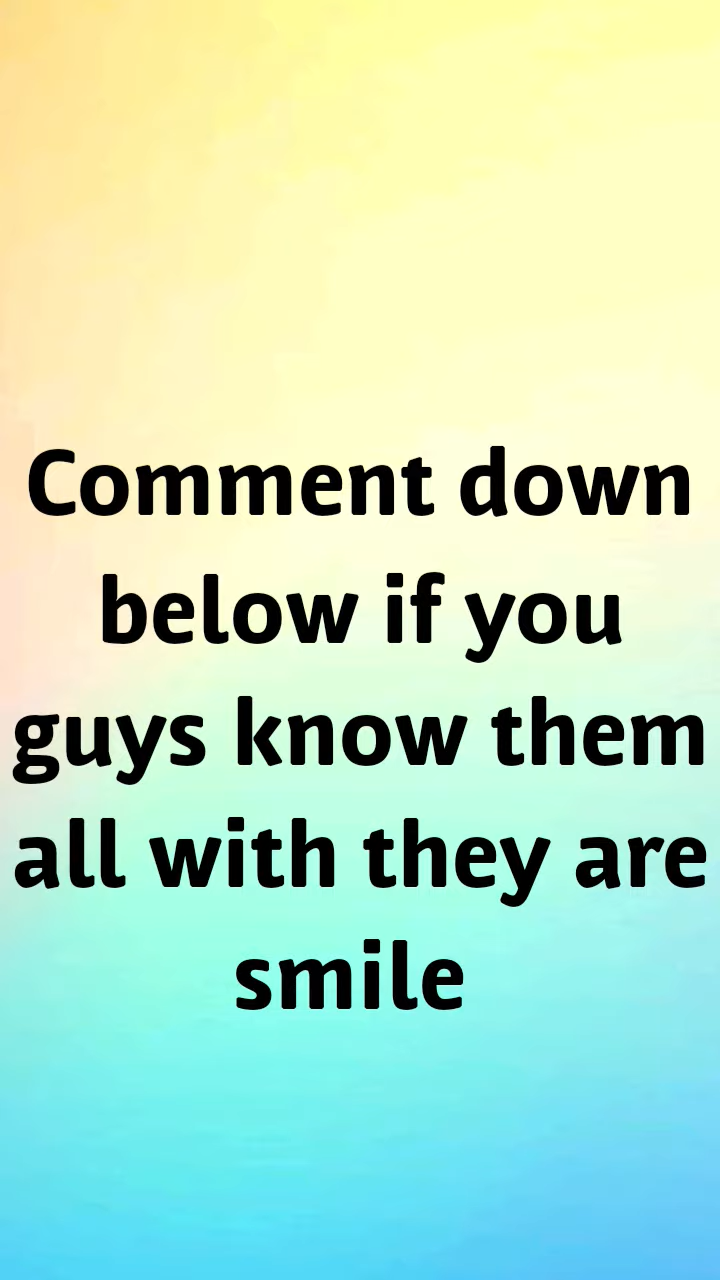 Comment down
below if you
guys know them
all with they are
smile